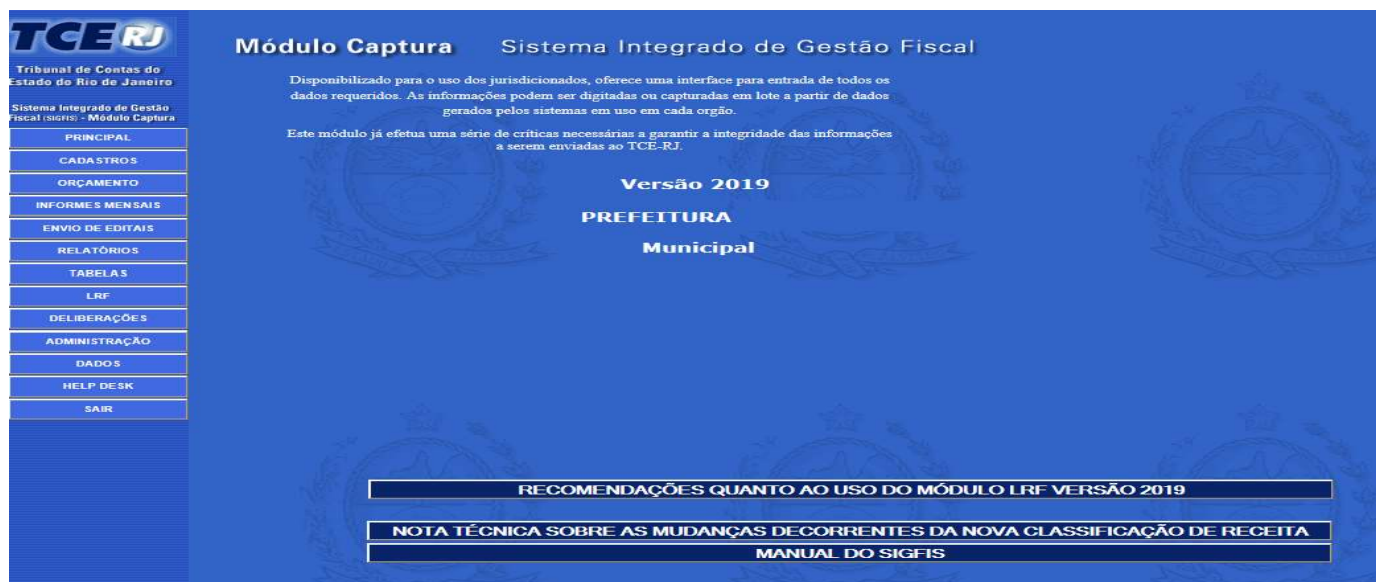 TCE RJ
Tribunal de Contas do
Estado do Rio de Janeiro
Sistema Integrado de Gestão
Fiscal (SIGFIS) - Módulo Captura
PRINCIPAL
CADASTROS
ORÇAMENTO
INFORMES MENSAIS
ENVIO DE EDITAIS
RELATÓRIOS
TABELAS
LRF
DELIBERAÇÕES
ADMINISTRAÇÃO
DADOS
HELP DESK
SAIR
Módulo Captura Sistema Integrado de Gestão Fiscal
Disponibilizado para o uso dos jurisdicionados, oferece uma interface para entrada de todos os
dados requeridos. As informações podem ser digitadas ou capturadas em lote a partir de dados
gerados pelos sistemas em uso em cada orgão.
Este módulo já efetua uma série de críticas necessárias a garantir a integridade das informações
a serem enviadas ao TCE-RJ.
Versão 2019
PREFEITURA
Municipal
RECOMENDAÇÕES QUANTO AO USO DO MÓDULO LRF VERSÃO 2019
NOTA TÉCNICA SOBRE AS MUDANÇAS DECORRENTES DA NOVA CLASSIFICAÇÃO DE RECEITA
MANUAL DO SIGFIS